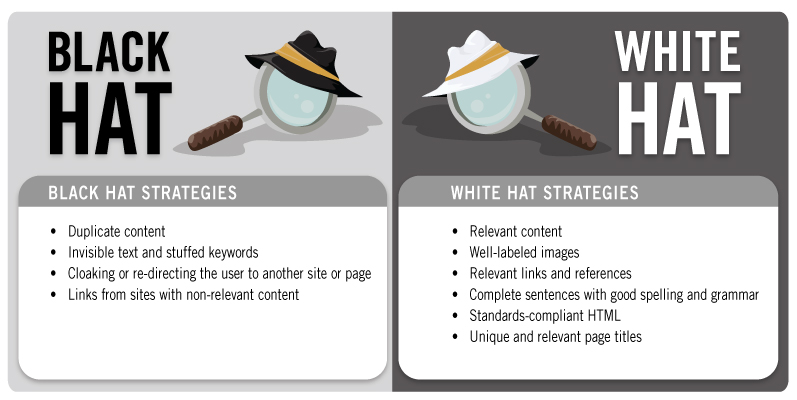 BLACK
HAT
BLACK HAT STRATEGIES
• Duplicate content
• Invisible text and stuffed keywords
• Cloaking or re-directing the user to another site or page
• Links from sites with non-relevant content
WHITE
HAT
WHITE HAT STRATEGIES
• Relevant content
• Well-labeled images
• Relevant links and references
• Complete sentences with good spelling and grammar
• Standards-compliant HTML
• Unique and relevant page titles